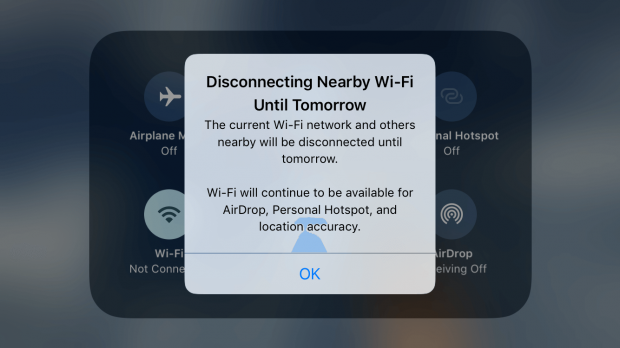 Disconnecting Nearby Wi-Fi
Until Tomorrow
The current Wi-Fi network and others
nearby will be disconnected until
tomorrow.
Wi-Fi will continue to be available for
AirDrop, Personal Hotspot, and
location accuracy.
OK
Airplane M
Off
nal Hotspot
Off
Wi-Fi
Not Conne
AirDrop
eiving Off